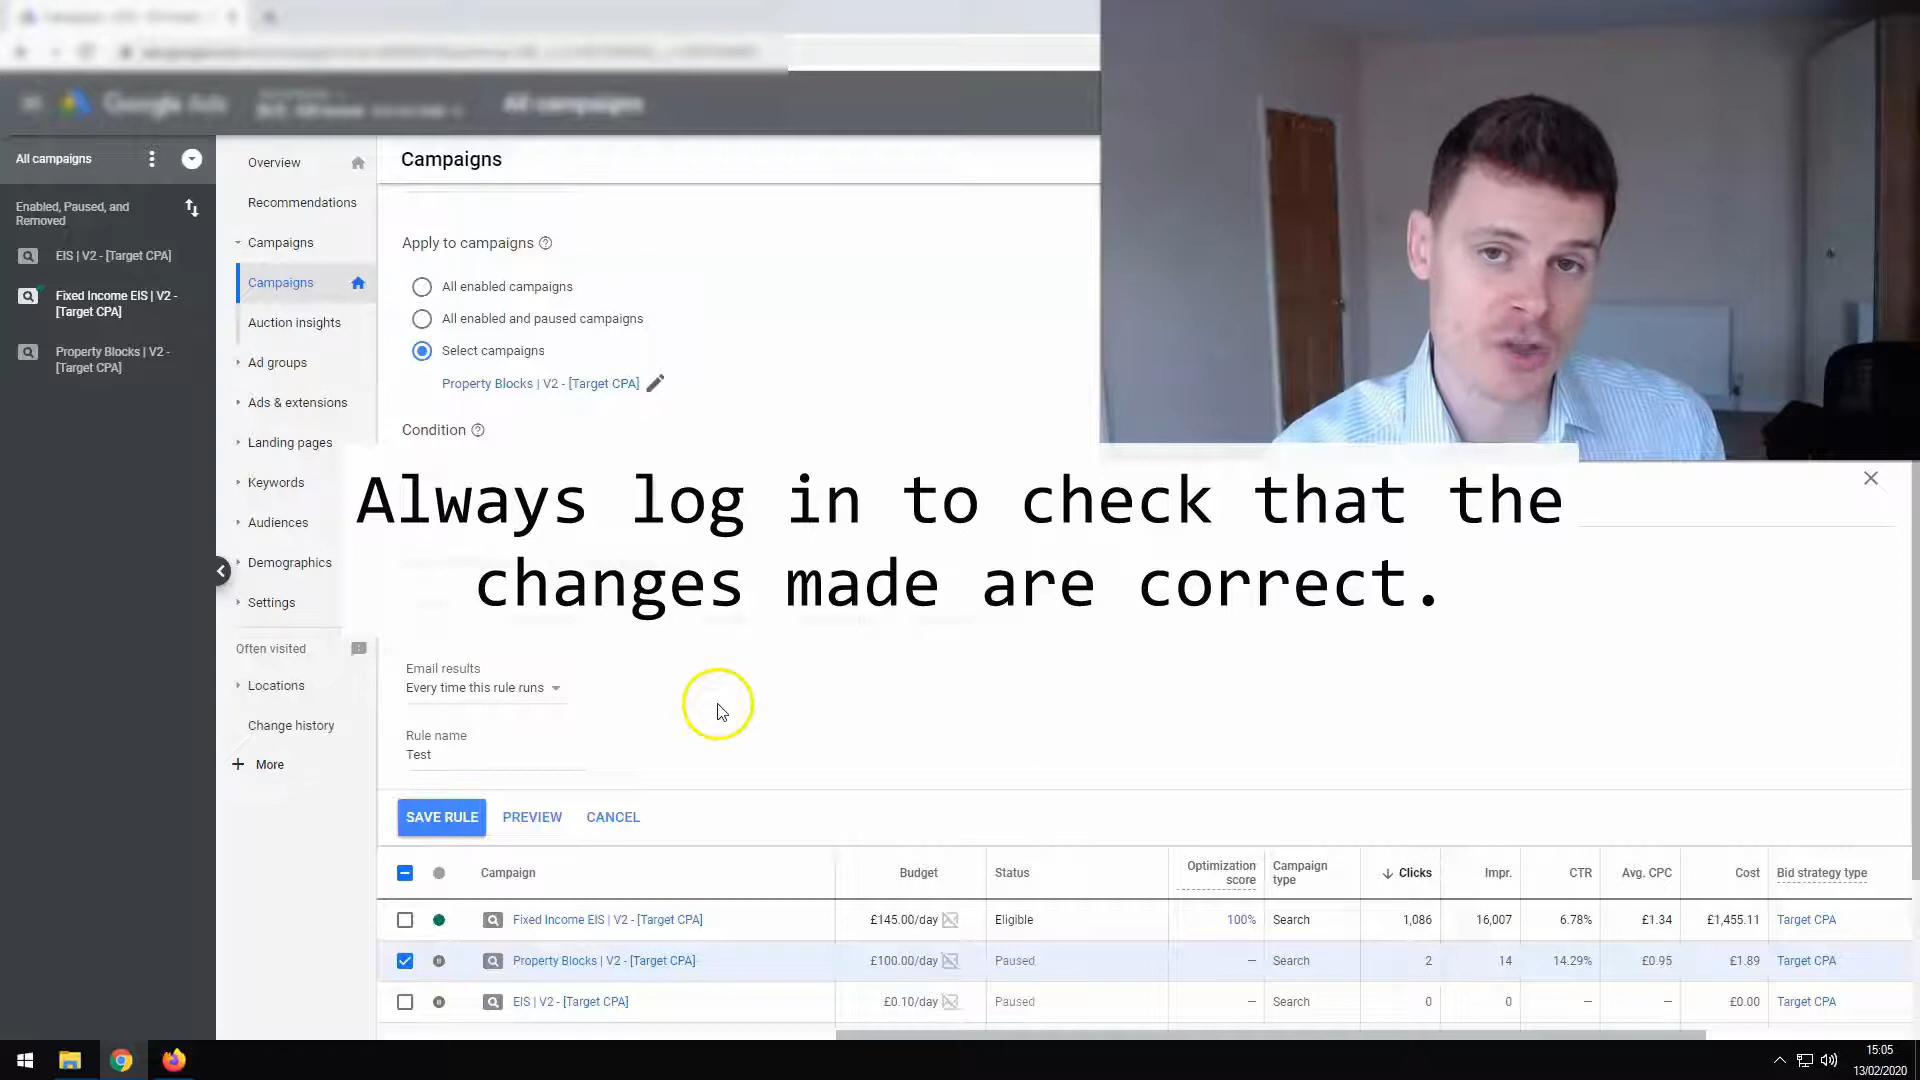 Google Ads
All campaigns
All campaigns
Enabled, Paused, and
Removed
EIS | V2 - [Target CPA]
Fixed Income EIS | V2 -
[Target CPA]
Property Blocks | V2 -
[Target CPA]
Overview
Recommendations
Campaigns
Campaigns
Auction insights
Ad groups
Ads & extensions
Landing pages
Keywords
Audiences
Demographics
Settings
Often visited
Locations
Change history
More
Campaigns
Apply to campaigns
All enabled campaigns
All enabled and paused campaigns
Select campaigns
Property Blocks | V2 - [Target CPA]
Condition
Always log in to check that the
changes made are correct.
Email results
Every time this rule runs
Rule name
Test
SAVE RULE PREVIEW CANCEL
Campaign Budget Status Optimization score Campaign type Clicks Impr. CTR Avg. CPC Cost Bid strategy type
Fixed Income EIS | V2 - [Target CPA] £145.00/day Eligible 100% Search 1,086 16,007 6.78% £1.34 £1,455.11 Target CPA
Property Blocks | V2 - [Target CPA] £100.00/day Paused — Search 2 14 14.29% £0.95 £1.89 Target CPA
EIS | V2 - [Target CPA] £0.10/day Paused — Search 0 0 — — £0.00 Target CPA
15:05
13/02/2020